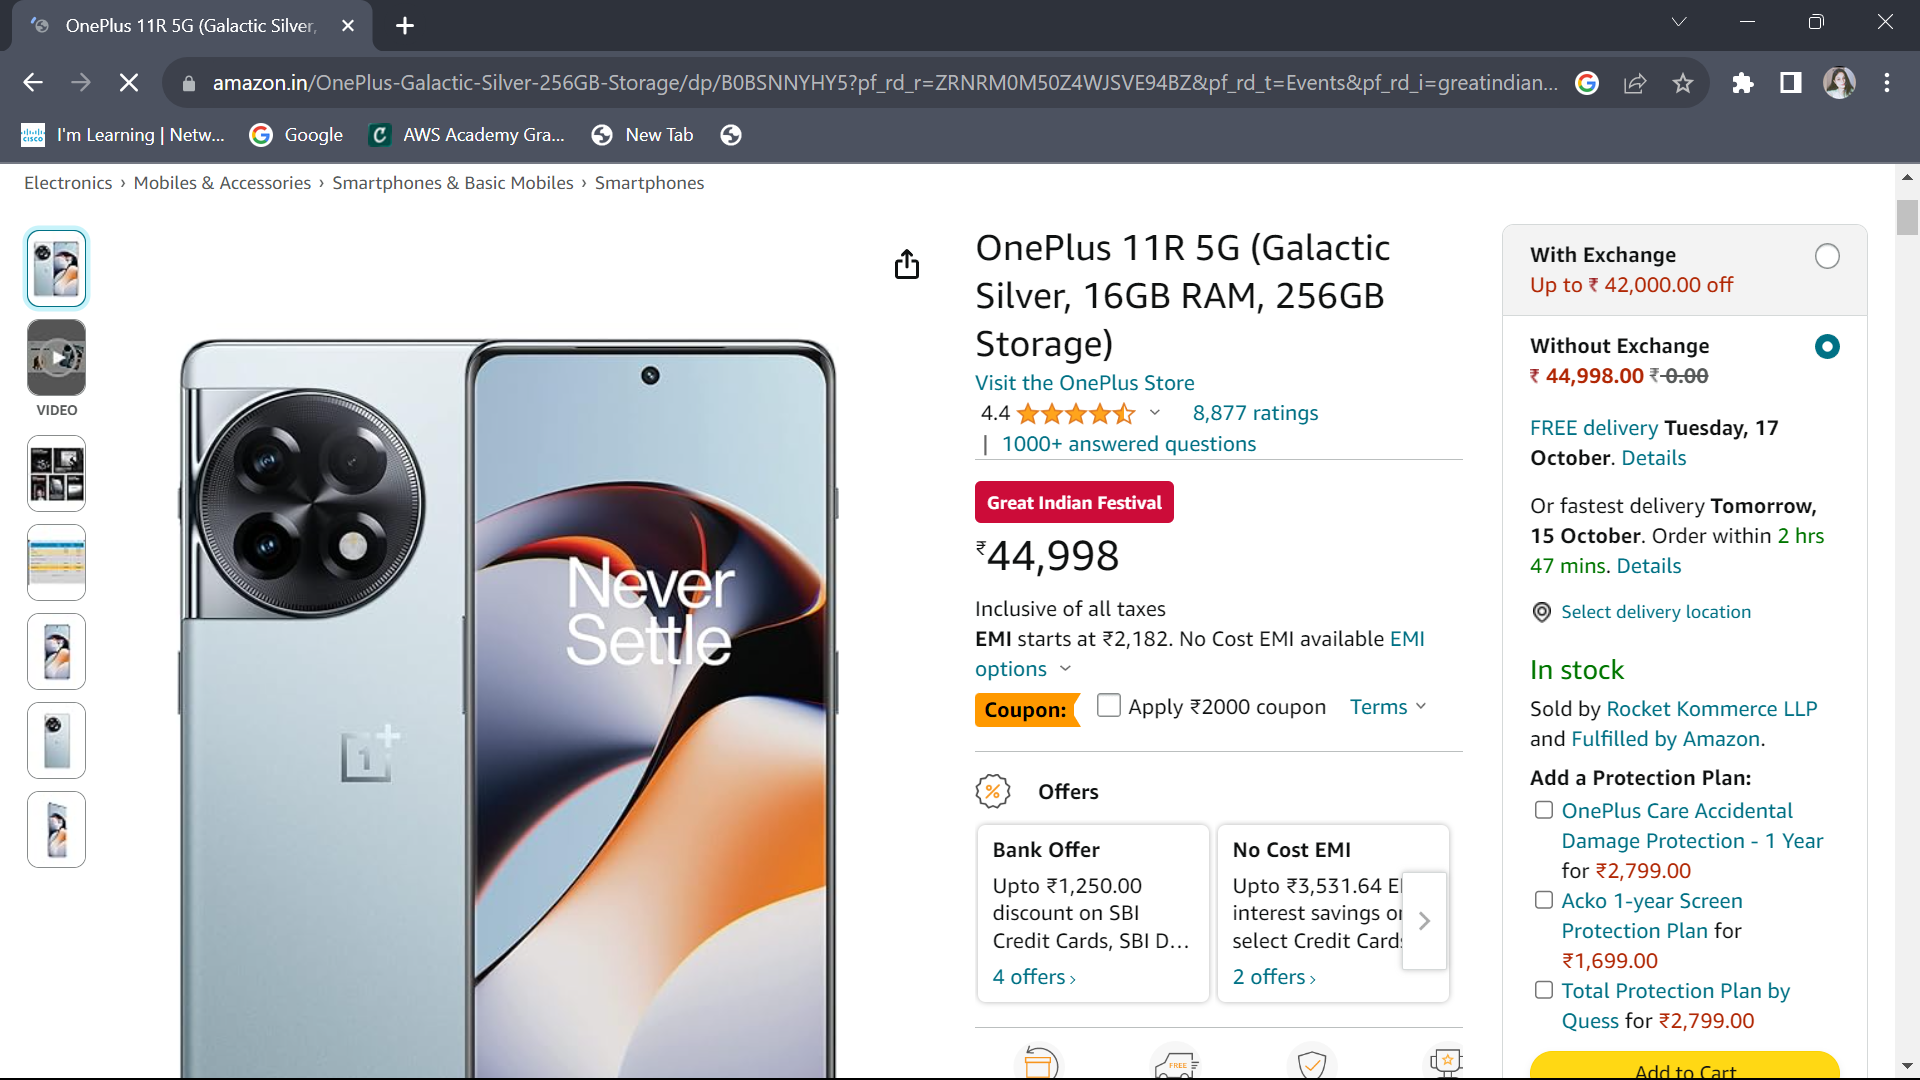 OnePlus 11R 5G (Galactic Silver,
amazon.in/OnePlus-Galactic-Silver-256GB-Storage/dp/B0BSNNYHY5?pf_rd_r=ZRNRM0M50Z4WJSVE94BZ&pf_rd_t=Events&pf_rd_i=greatindian...
I'm Learning | Netw...
Google
AWS Academy Gra...
New Tab
Electronics › Mobiles & Accessories › Smartphones & Basic Mobiles › Smartphones
VIDEO
Never
Settle
OnePlus 11R 5G (Galactic
Silver, 16GB RAM, 256GB
Storage)
Visit the OnePlus Store
4.4 8,877 ratings
| 1000+ answered questions
Great Indian Festival
₹44,998
Inclusive of all taxes
EMI starts at ₹2,182. No Cost EMI available EMI
options
Coupon: Apply ₹2000 coupon Terms
Offers
Bank Offer
Upto ₹1,250.00
discount on SBI
Credit Cards, SBI D...
4 offers ›
No Cost EMI
Upto ₹3,531.64
interest savings
select Credit
2 offers ›
FREE
With Exchange
Up to ₹ 42,000.00 off
Without Exchange
₹ 44,998.00 ₹ 0.00
FREE delivery Tuesday, 17
October. Details
Or fastest delivery Tomorrow,
15 October. Order within 2 hrs
47 mins. Details
Select delivery location
In stock
Sold by Rocket Kommerce LLP
and Fulfilled by Amazon.
Add a Protection Plan:
OnePlus Care Accidental
Damage Protection - 1 Year
for ₹2,799.00
Acko 1-year Screen
Protection Plan for
₹1,699.00
Total Protection Plan by
Quess for ₹2,799.00
Add to Cart